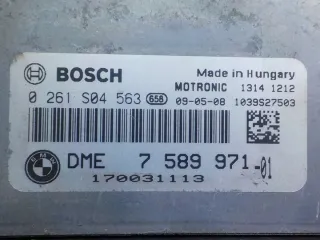 BOSCH Made in Hungary
MOTRONIC 1314 1212
0 261 S04 563 658 09-05-08 1039S27503
DME 7 589 971-01
170031113